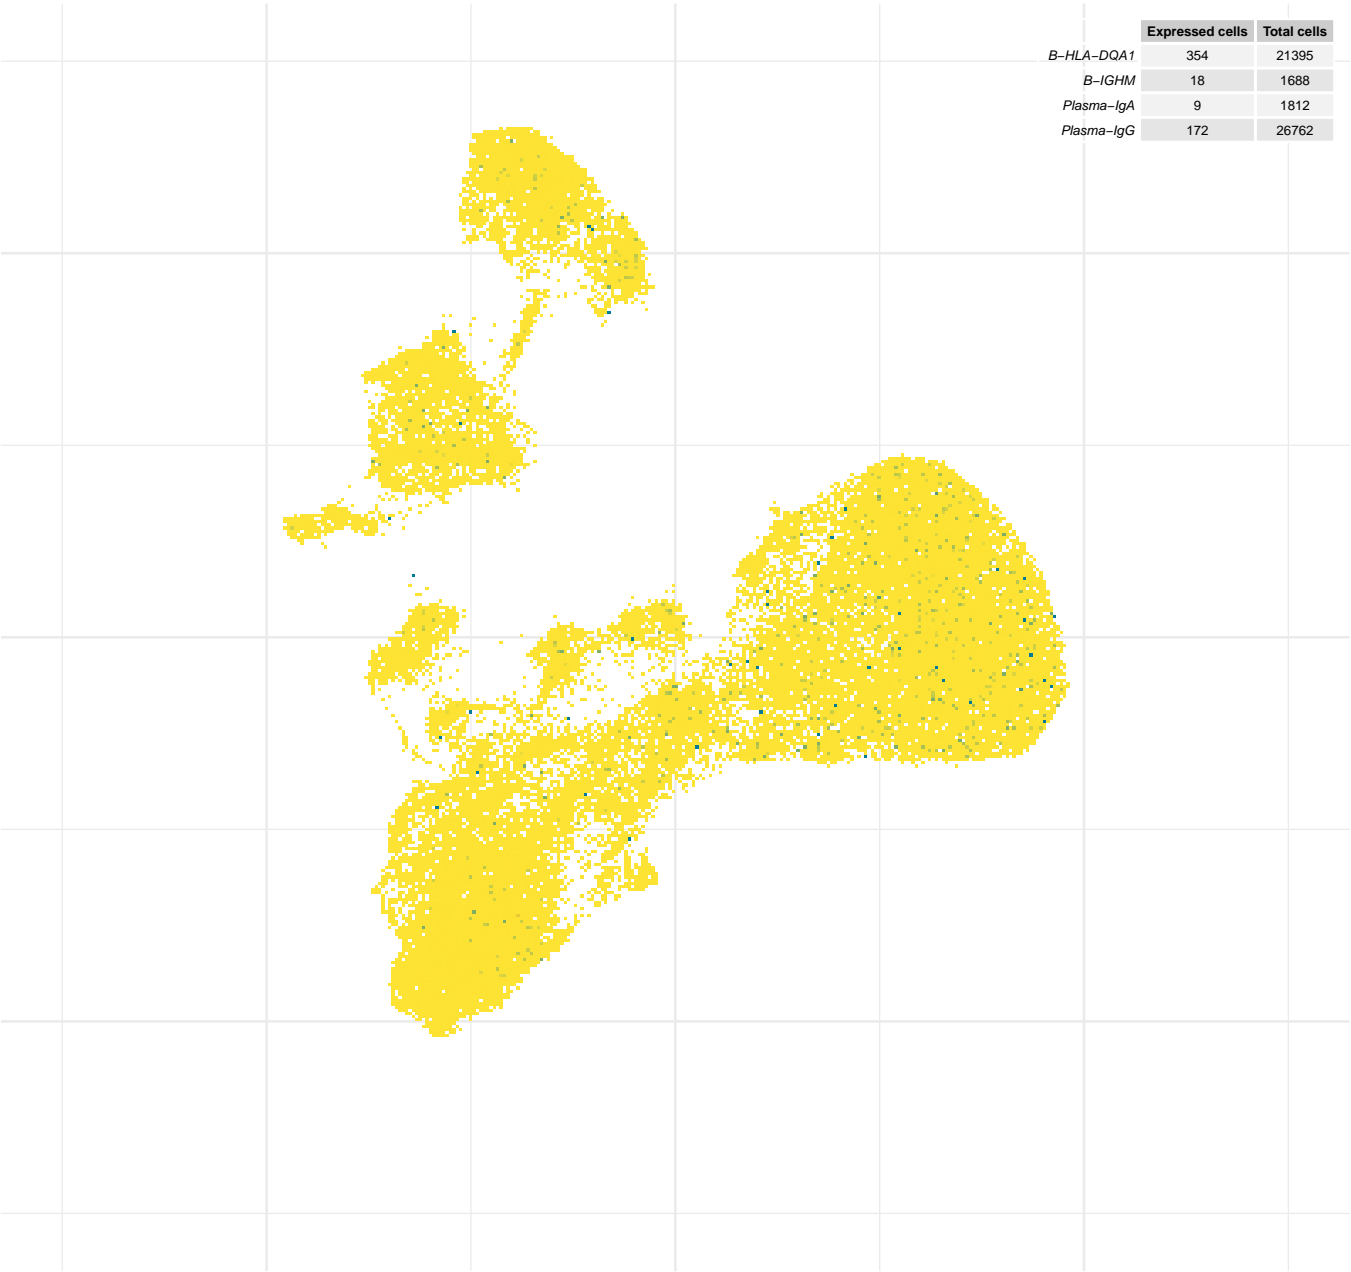 Expressed cells Total cells
B−HLA−DQA1 354 21395
B−IGHM 18 1688
Plasma−IgA 9 1812
Plasma−IgG 172 26762